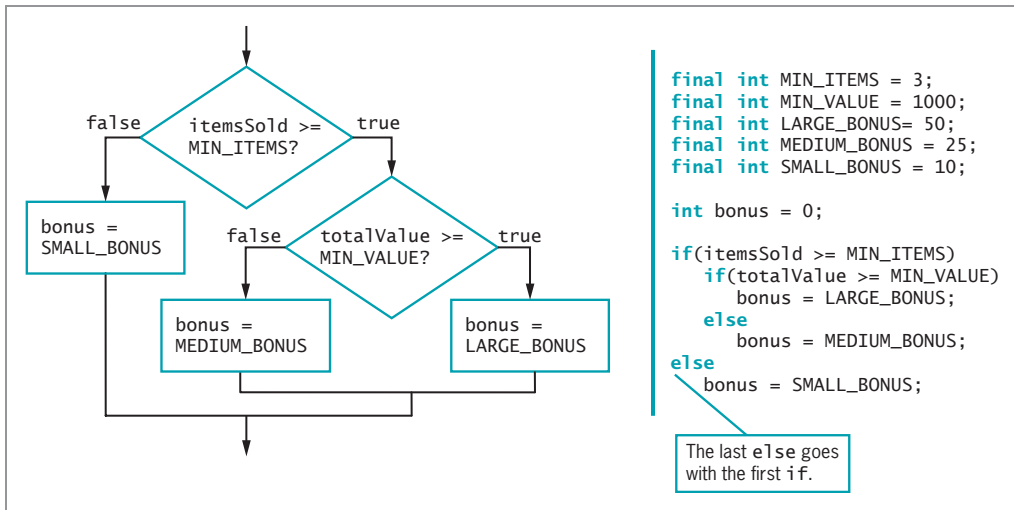 false
itemsSold >=
MIN_ITEMS?
true
bonus =
SMALL_BONUS
false
totalValue >=
MIN_VALUE?
true
bonus =
MEDIUM_BONUS
bonus =
LARGE_BONUS
final int MIN_ITEMS = 3;
final int MIN_VALUE = 1000;
final int LARGE_BONUS= 50;
final int MEDIUM_BONUS = 25;
final int SMALL_BONUS = 10;
int bonus = 0;
if(itemsSold >= MIN_ITEMS)
if(totalValue >= MIN_VALUE)
bonus = LARGE_BONUS;
else
bonus = MEDIUM_BONUS;
else
bonus = SMALL_BONUS;
The last else goes
with the first if.